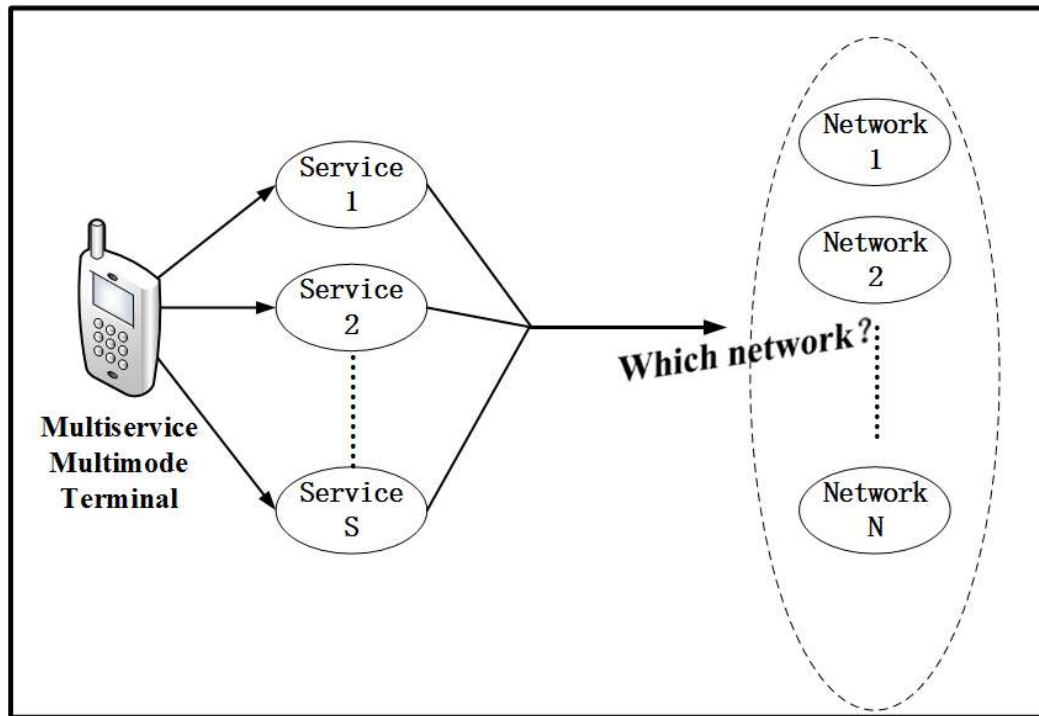 Service
1
Service
2
Service
S
Multiservice
Multimode
Terminal
Which network?
Network
1
Network
2
Network
N